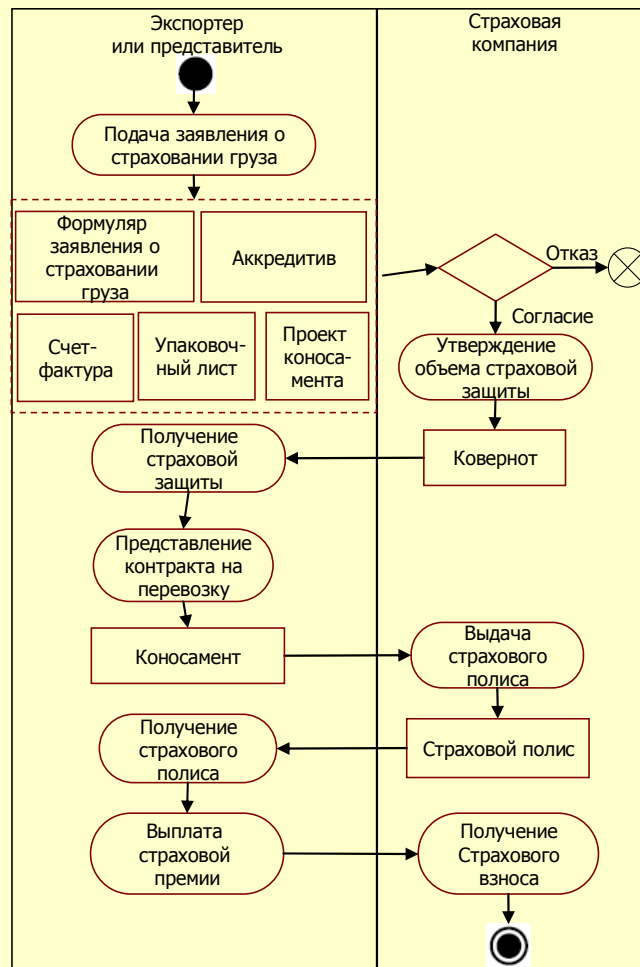 Экспортер
или представитель
Страховая
компания
Подача заявления о
страховании груза
Формуляр
заявления о
страховании
груза
Аккредитив
Отказ
Согласие
Счет-
фактура
Упаковоч-
ный лист
Проект
коноса-
мента
Утверждение
объема страховой
защиты
Получение
страховой
защиты
Ковернот
Представление
контракта на
перевозку
Коносамент
Выдача
страхового
полиса
Получение
страхового
полиса
Страховой полис
Выплата
страховой
премии
Получение
Страхового
взноса